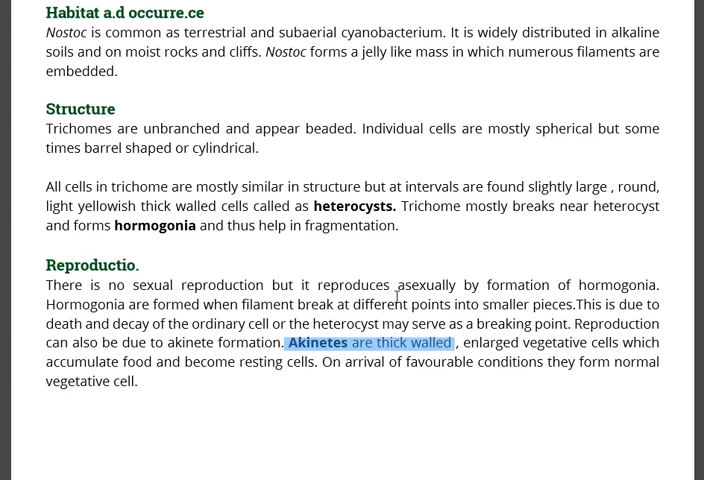 Habitat a.d occurre.ce
Nostoc is common as terrestrial and subaerial cyanobacterium. It is widely distributed in alkaline
soils and on moist rocks and cliffs. Nostoc forms a jelly like mass in which numerous filaments are
embedded.
Structure
Trichomes are unbranched and appear beaded. Individual cells are mostly spherical but some
times barrel shaped or cylindrical.
All cells in trichome are mostly similar in structure but at intervals are found slightly large , round,
light yellowish thick walled cells called as heterocysts. Trichome mostly breaks near heterocyst
and forms hormogonia and thus help in fragmentation.
Reproductio.
There is no sexual reproduction but it reproduces asexually by formation of hormogonia.
Hormogonia are formed when filament break at different points into smaller pieces.This is due to
death and decay of the ordinary cell or the heterocyst may serve as a breaking point. Reproduction
can also be due to akinete formation. Akinetes are thick walled , enlarged vegetative cells which
accumulate food and become resting cells. On arrival of favourable conditions they form normal
vegetative cell.